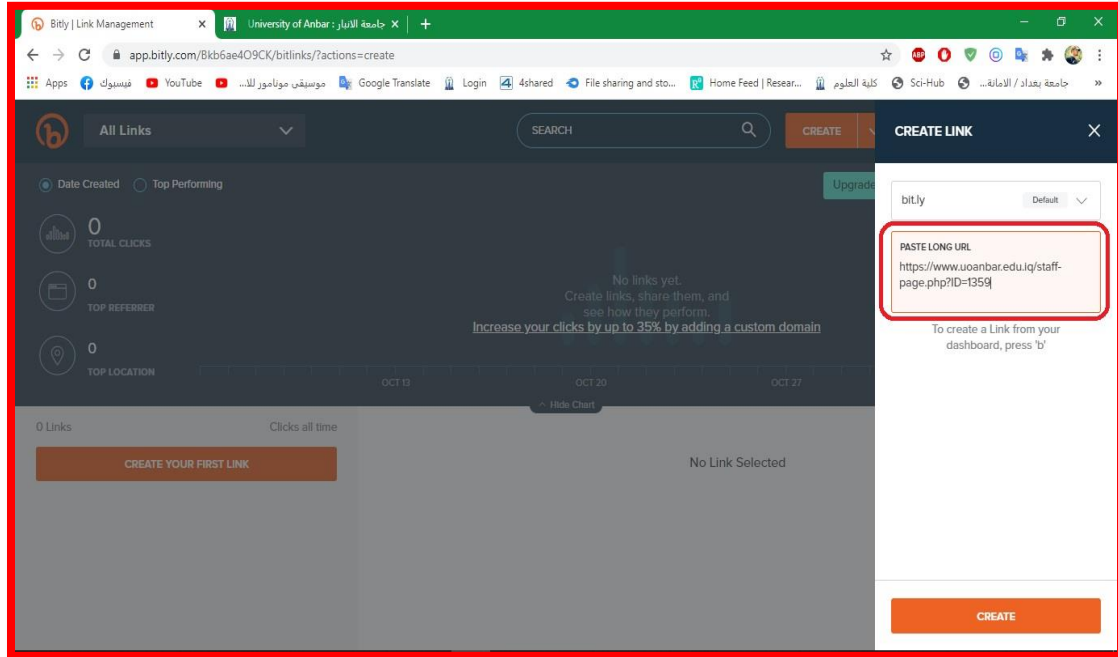 Bitly | Link Management
University of Anbar : جامعة الانبار
app.bitly.com/Bkb6ae4O9CK/bitlinks/?actions=create
Apps
فيسبوك
YouTube
موسيقى مونامور للا...
Google Translate
Login
4shared
File sharing and sto...
Home Feed | Resear...
كلية العلوم
Sci-Hub
جامعة بغداد / الامانة...
All Links
SEARCH
CREATE
CREATE LINK
Date Created
Top Performing
Upgrade
bit.ly
Default
0
TOTAL CLICKS
PASTE LONG URL
https://www.uoanbar.edu.iq/staff-
page.php?ID=1359
0
TOP REFERRER
No links yet.
Create links, share them, and
see how they perform.
Increase your clicks by up to 35% by adding a custom domain
To create a Link from your
dashboard, press 'b'
0
TOP LOCATION
OCT 13
OCT 20
OCT 27
Hide Chart
0 Links
Clicks all time
CREATE YOUR FIRST LINK
No Link Selected
CREATE